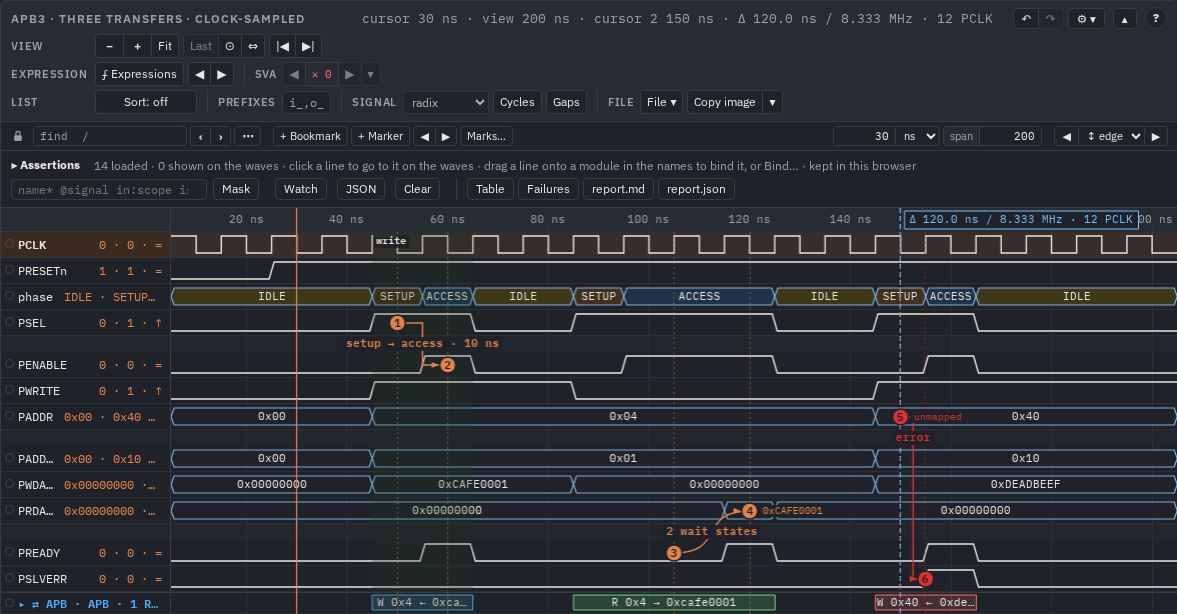 APB3 · THREE TRANSFERS · CLOCK-SAMPLED
cursor 30 ns · view 200 ns · cursor 2 150 ns · Δ 120.0 ns / 8.333 MHz · 12 PCLK
↶ ↷ ⚙ ▾ ▴ ?
VIEW − + Fit Last ⊙ ⇔ |◀ ▶|
EXPRESSION ⨍ Expressions ◀ ▶ SVA ◀ × 0 ▶ ▾
LIST Sort: off PREFIXES i_,o_ SIGNAL radix Cycles Gaps FILE File ▾ Copy image ▾
find / ‹ › ··· + Bookmark + Marker ◀ ▶ Marks... 30 ns span 200 ◀ ↕ edge ▶
▸ Assertions 14 loaded · 0 shown on the waves · click a line to go to it on the waves · drag a line onto a module in the names to bind it, or Bind... · kept in this browser
name* @signal in:scope Mask Watch JSON Clear Table Failures report.md report.json
20 ns 40 ns 60 ns 80 ns 100 ns 120 ns 140 ns Δ 120.0 ns / 8.333 MHz · 12 PCLK 00 ns
PCLK 0 · 0 · = write
PRESETn 1 · 1 · =
phase IDLE · SETUP… IDLE SETUP ACCESS IDLE SETUP ACCESS IDLE SETUP ACCESS IDLE
PSEL 0 · 1 · ↑ 1
setup → access · 10 ns
PENABLE 0 · 0 · = 2
PWRITE 0 · 1 · ↑
PADDR 0x00 · 0x40 … 0x00 0x04 5 unmapped 0x40
error
PADD… 0x00 · 0x10 … 0x00 0x01 0x10
PWDA… 0x00000000 ·… 0x00000000 0xCAFE0001 0x00000000 0xDEADBEEF
PRDA… 0x00000000 ·… 0x00000000 4 0xCAFE0001 0x00000000
2 wait states
PREADY 0 · 0 · = 3
PSLVERR 0 · 0 · = 6
▸ ⇄ APB · APB · 1 R… W 0x4 ← 0xca… R 0x4 → 0xcafe0001 W 0x40 ← 0xde…